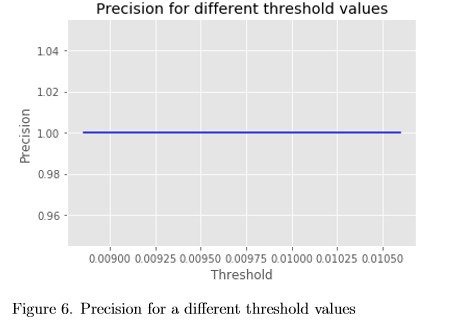 Precision for different threshold values
1.04
1.02
1.00
0.98
0.96
Precision
0.00900 0.00925 0.00950 0.00975 0.01000 0.01025 0.01050
Threshold
Figure 6. Precision for a different threshold values